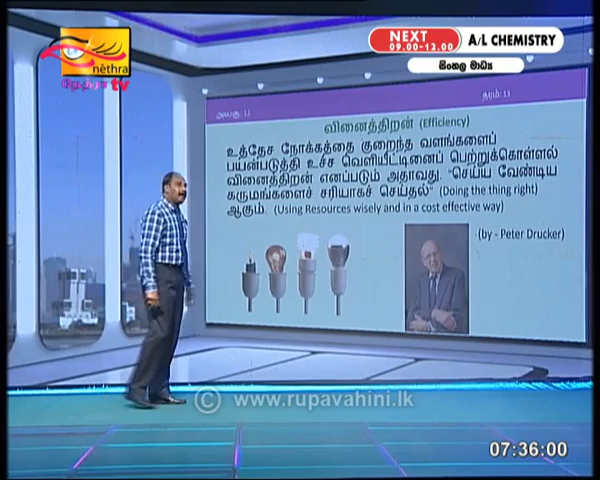 NEXT
09.00-12.00
A/L CHEMISTRY
සිංහල මාධ්‍ය
nēthra
நேத்ரா tv
அலகு: 12
தரம்: 13
வினைத்திறன் (Efficiency)
உத்தேச நோக்கத்தை குறைந்த வளங்களைப்
பயன்படுத்தி உச்ச வெளியீட்டினைப் பெற்றுக்கொள்ளல்
வினைத்திறன் எனப்படும் அதாவது. “செய்ய வேண்டிய
கருமங்களைச் சரியாகச் செய்தல்” (Doing the thing right)
ஆகும். (Using Resources wisely and in a cost effective way)
(by - Peter Drucker)
© www.rupavahini.lk
07:36:00